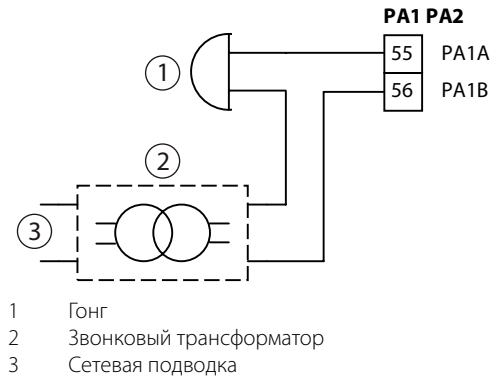 PA1 PA2
55 PA1A
1
56 PA1B
2
3
1 Гонг
2 Звонковый трансформатор
3 Сетевая подводка